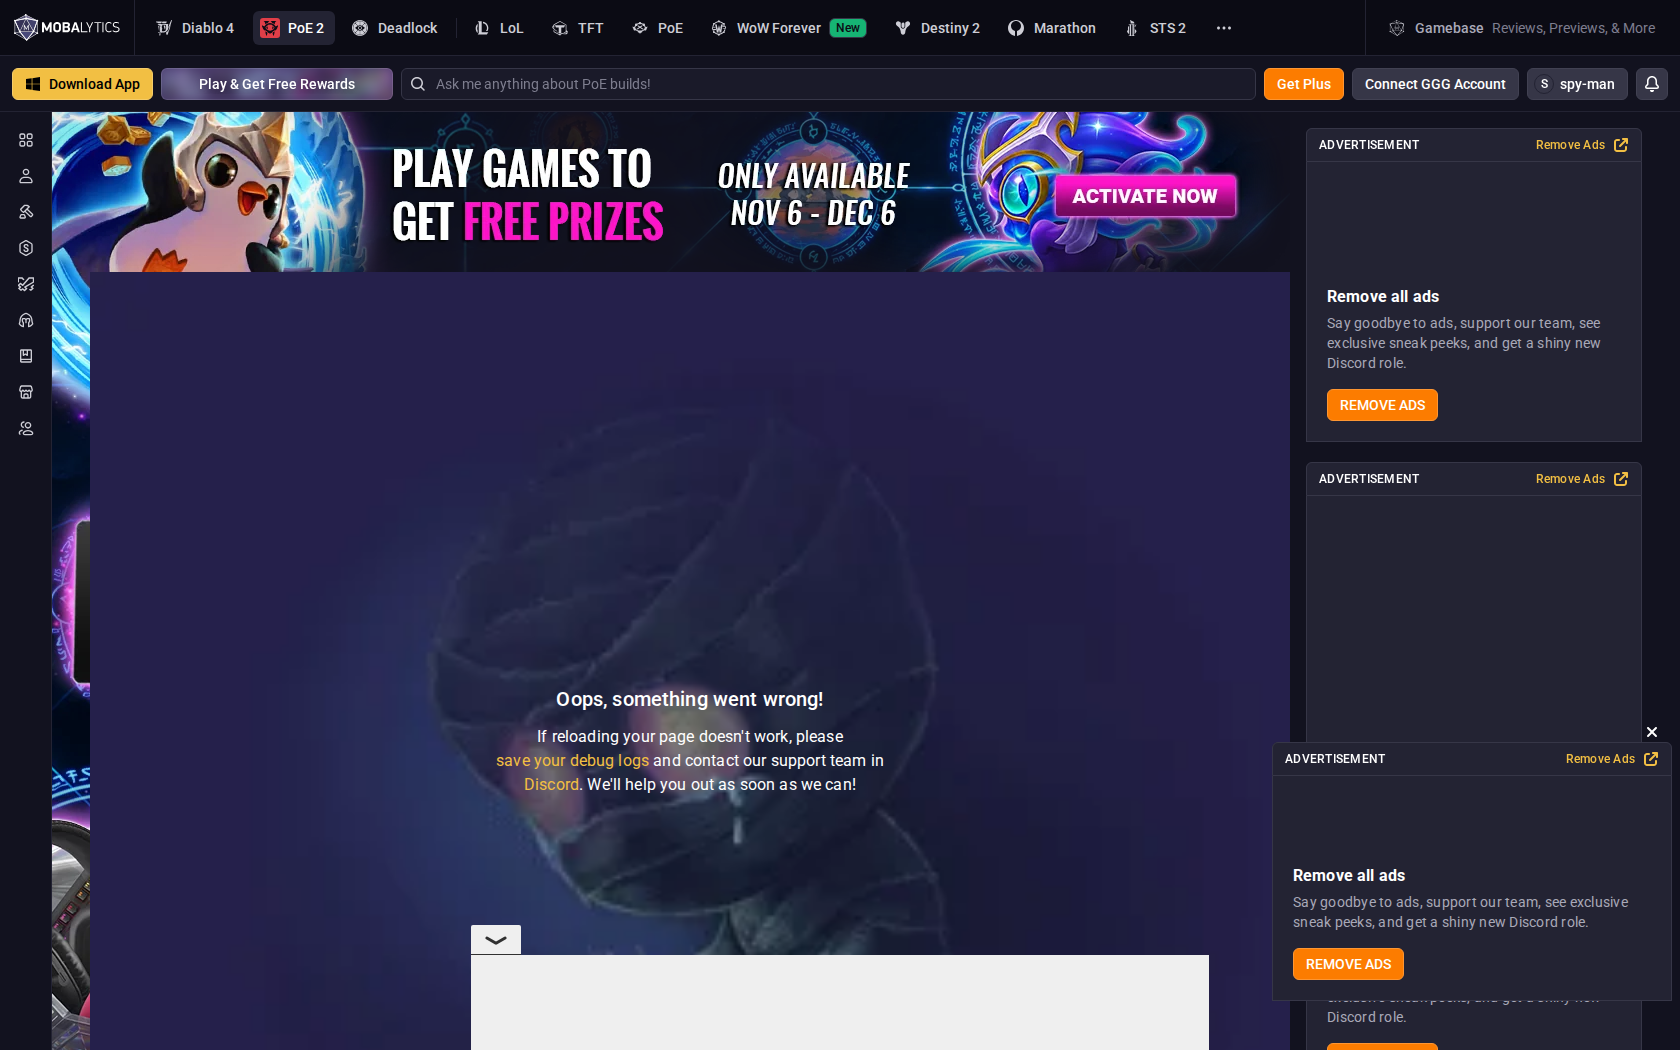 MOBALYTICS
Diablo 4
PoE 2
Deadlock
LoL
TFT
PoE
WoW Forever
New
Destiny 2
Marathon
STS 2
Gamebase Reviews, Previews, & More
Download App
Play & Get Free Rewards
Ask me anything about PoE builds!
Get Plus
Connect GGG Account
S spy-man
PLAY GAMES TO
GET FREE PRIZES
ONLY AVAILABLE
NOV 6 - DEC 6
ACTIVATE NOW
ADVERTISEMENT
Remove Ads
Remove all ads
Say goodbye to ads, support our team, see
exclusive sneak peeks, and get a shiny new
Discord role.
REMOVE ADS
ADVERTISEMENT
Remove Ads
Oops, something went wrong!
If reloading your page doesn't work, please
save your debug logs and contact our support team in
Discord. We'll help you out as soon as we can!
ADVERTISEMENT
Remove Ads
Remove all ads
Say goodbye to ads, support our team, see exclusive
sneak peeks, and get a shiny new Discord role.
REMOVE ADS
Discord role.